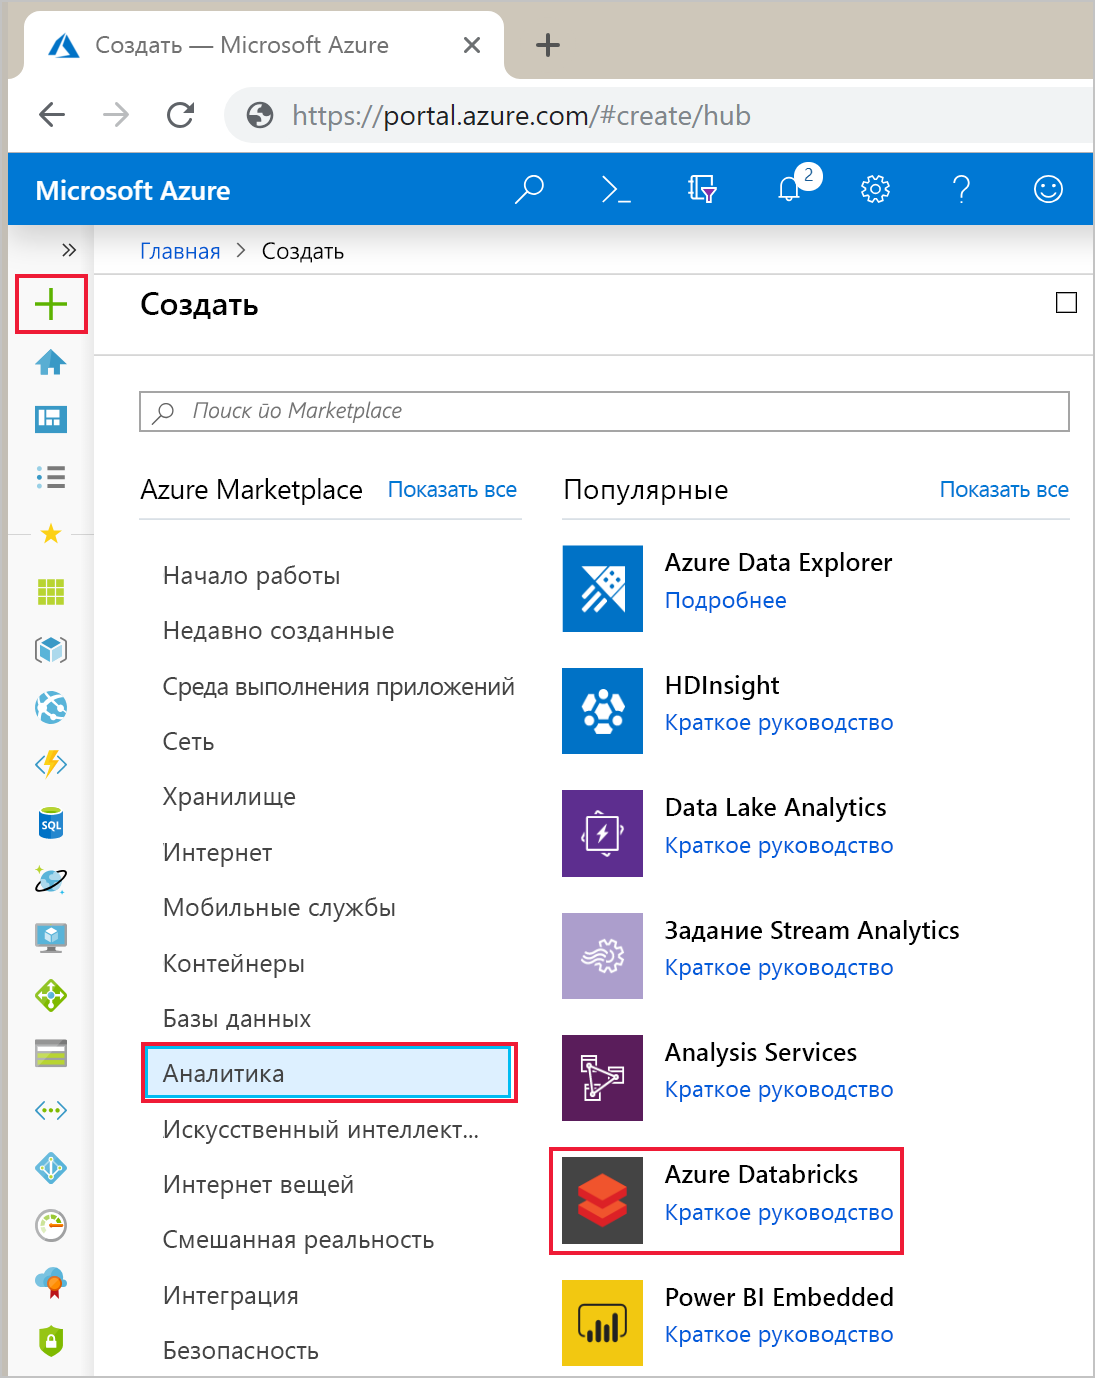 Создать — Microsoft Azure
https://portal.azure.com/#create/hub
Microsoft Azure
2
Главная > Создать
Создать
Поиск по Marketplace
Azure Marketplace
Показать все
Начало работы
Недавно созданные
Среда выполнения приложений
Сеть
Хранилище
Интернет
Мобильные службы
Контейнеры
Базы данных
Аналитика
Искусственный интеллект...
Интернет вещей
Смешанная реальность
Интеграция
Безопасность
Популярные
Показать все
Azure Data Explorer
Подробнее
HDInsight
Краткое руководство
Data Lake Analytics
Краткое руководство
Задание Stream Analytics
Краткое руководство
Analysis Services
Краткое руководство
Azure Databricks
Краткое руководство
Power BI Embedded
Краткое руководство
SQL